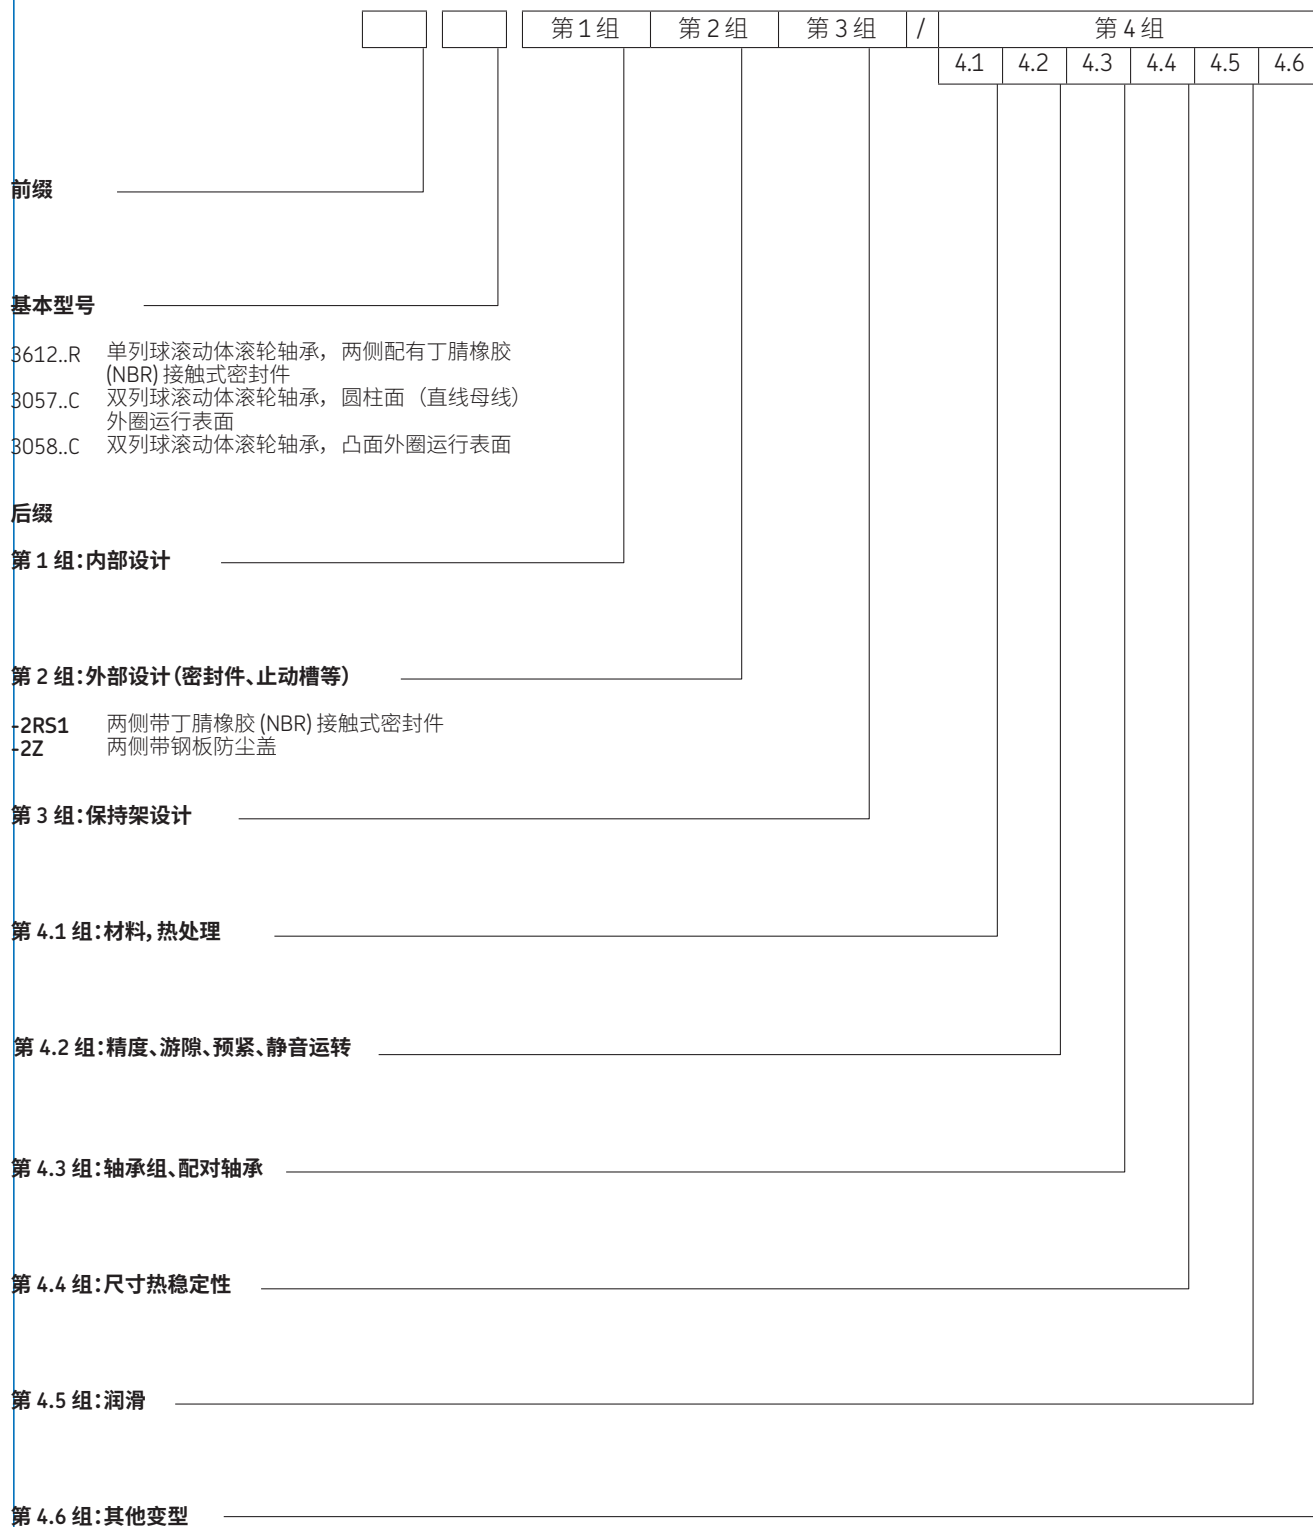 第 1 组 第 2 组 第 3 组 / 第 4 组
4.1 4.2 4.3 4.4 4.5 4.6
前缀
基本型号
3612..R 单列球滚动体滚轮轴承，两侧配有丁腈橡胶
(NBR) 接触式密封件
3057..C 双列球滚动体滚轮轴承，圆柱面（直线母线）
外圈运行表面
3058..C 双列球滚动体滚轮轴承，凸面外圈运行表面
后缀
第 1 组：内部设计
第 2 组：外部设计（密封件、止动槽等）
-2RS1 两侧带丁腈橡胶 (NBR) 接触式密封件
-2Z 两侧带钢板防尘盖
第 3 组：保持架设计
第 4.1 组：材料，热处理
第 4.2 组：精度、游隙、预紧、静音运转
第 4.3 组：轴承组、配对轴承
第 4.4 组：尺寸热稳定性
第 4.5 组：润滑
第 4.6 组：其他变型